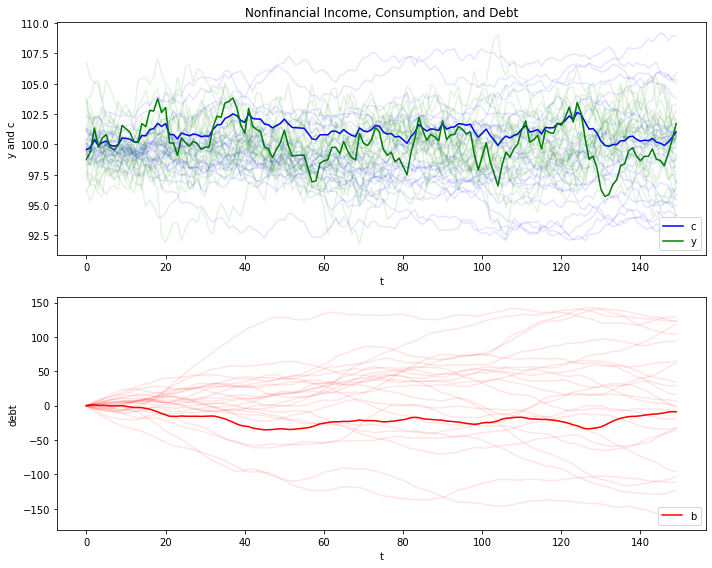 Nonfinancial Income, Consumption, and Debt
110.0
107.5
105.0
102.5
100.0
97.5
95.0
92.5
y and c
c
y
0 20 40 60 80 100 120 140
t
150
100
50
0
−50
−100
−150
debt
b
0 20 40 60 80 100 120 140
t